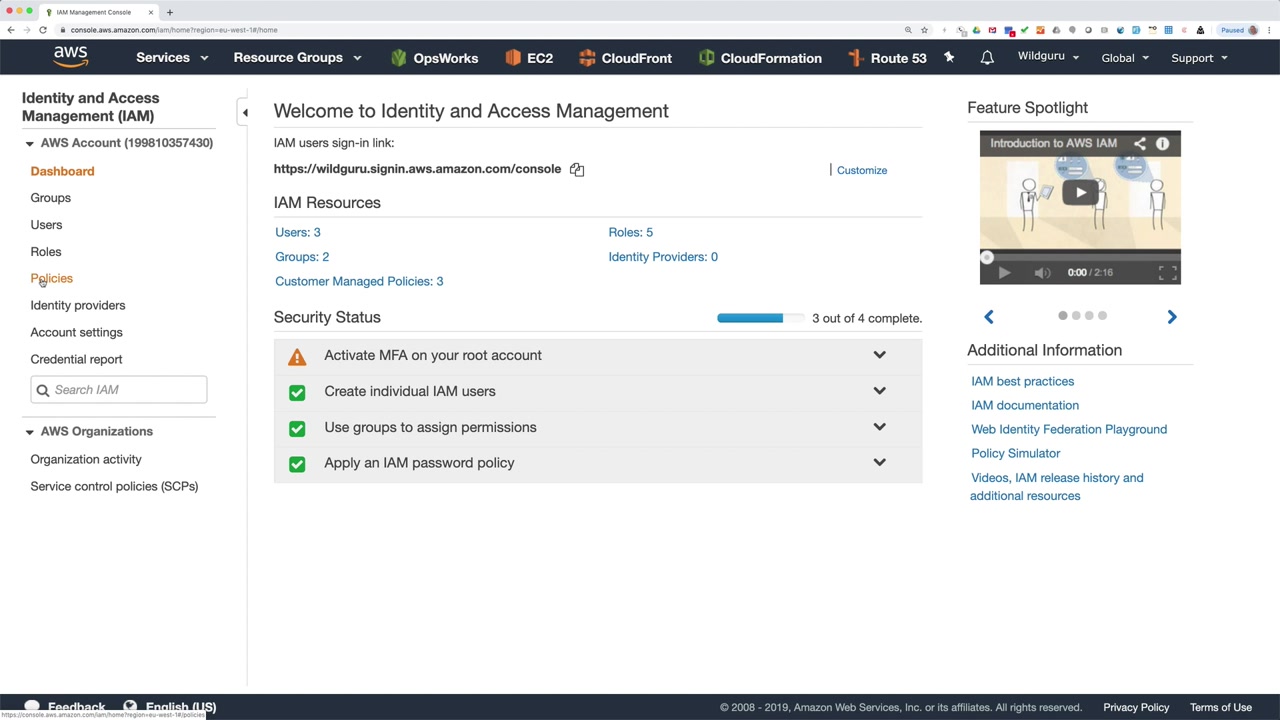 IAM Management Console
console.aws.amazon.com/iam/home?region=eu-west-1#/home
Paused
aws
Services
Resource Groups
OpsWorks
EC2
CloudFront
CloudFormation
Route 53
Wildguru
Global
Support
Identity and Access
Management (IAM)
AWS Account (199810357430)
Dashboard
Groups
Users
Roles
Policies
Identity providers
Account settings
Credential report
Search IAM
AWS Organizations
Organization activity
Service control policies (SCPs)
Welcome to Identity and Access Management
IAM users sign-in link:
https://wildguru.signin.aws.amazon.com/console
Customize
IAM Resources
Users: 3
Roles: 5
Groups: 2
Identity Providers: 0
Customer Managed Policies: 3
Security Status
3 out of 4 complete.
Activate MFA on your root account
Create individual IAM users
Use groups to assign permissions
Apply an IAM password policy
Feature Spotlight
Introduction to AWS IAM
0:00 / 2:16
Additional Information
IAM best practices
IAM documentation
Web Identity Federation Playground
Policy Simulator
Videos, IAM release history and
additional resources
Feedback
English (US)
© 2008 - 2019, Amazon Web Services, Inc. or its affiliates. All rights reserved.
Privacy Policy
Terms of Use
https://console.aws.amazon.com/iam/home?region=eu-west-1#/policies